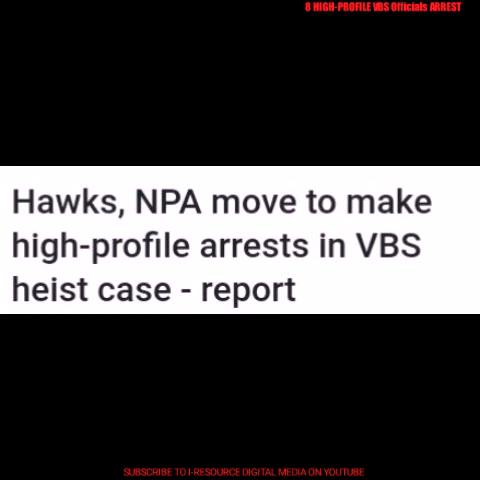 8 HIGH-PROFILE VBS Officials ARREST
Hawks, NPA move to make
high-profile arrests in VBS
heist case - report
SUBSCRIBE TO I-RESOURCE DIGITAL MEDIA ON YOUTUBE